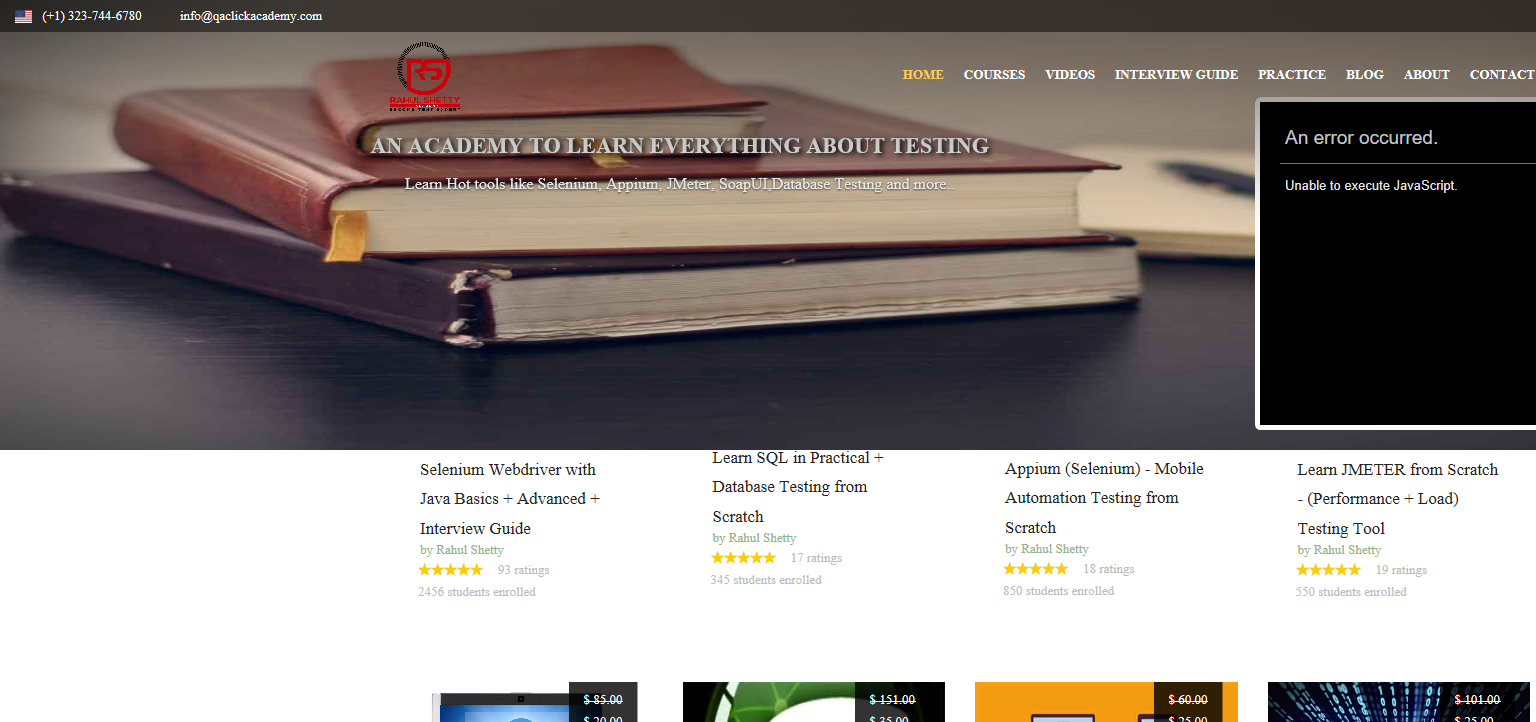 (+1) 323-744-6780 info@qaclickacademy.com
RS
RAHUL SHETTY
HOME COURSES VIDEOS INTERVIEW GUIDE PRACTICE BLOG ABOUT CONTACT
AN ACADEMY TO LEARN EVERYTHING ABOUT TESTING
Learn Hot tools like Selenium, Appium, JMeter, SoapUI,Database Testing and more..
An error occurred.
Unable to execute JavaScript.
Selenium Webdriver with
Java Basics + Advanced +
Interview Guide
by Rahul Shetty
93 ratings
2456 students enrolled
Learn SQL in Practical +
Database Testing from
Scratch
by Rahul Shetty
17 ratings
345 students enrolled
Appium (Selenium) - Mobile
Automation Testing from
Scratch
by Rahul Shetty
18 ratings
850 students enrolled
Learn JMETER from Scratch
- (Performance + Load)
Testing Tool
by Rahul Shetty
19 ratings
550 students enrolled
$ 85.00
$ 20.00
$ 151.00
$ 35.00
$ 60.00
$ 25.00
$ 101.00
$ 25.00